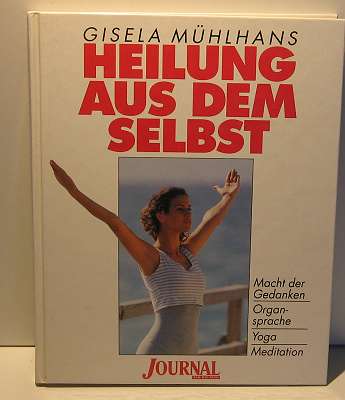 GISELA MÜHLHANS
HEILUNG
AUS DEM
SELBST
Macht der
Gedanken
Organ-
sprache
Yoga
Meditation
JOURNAL